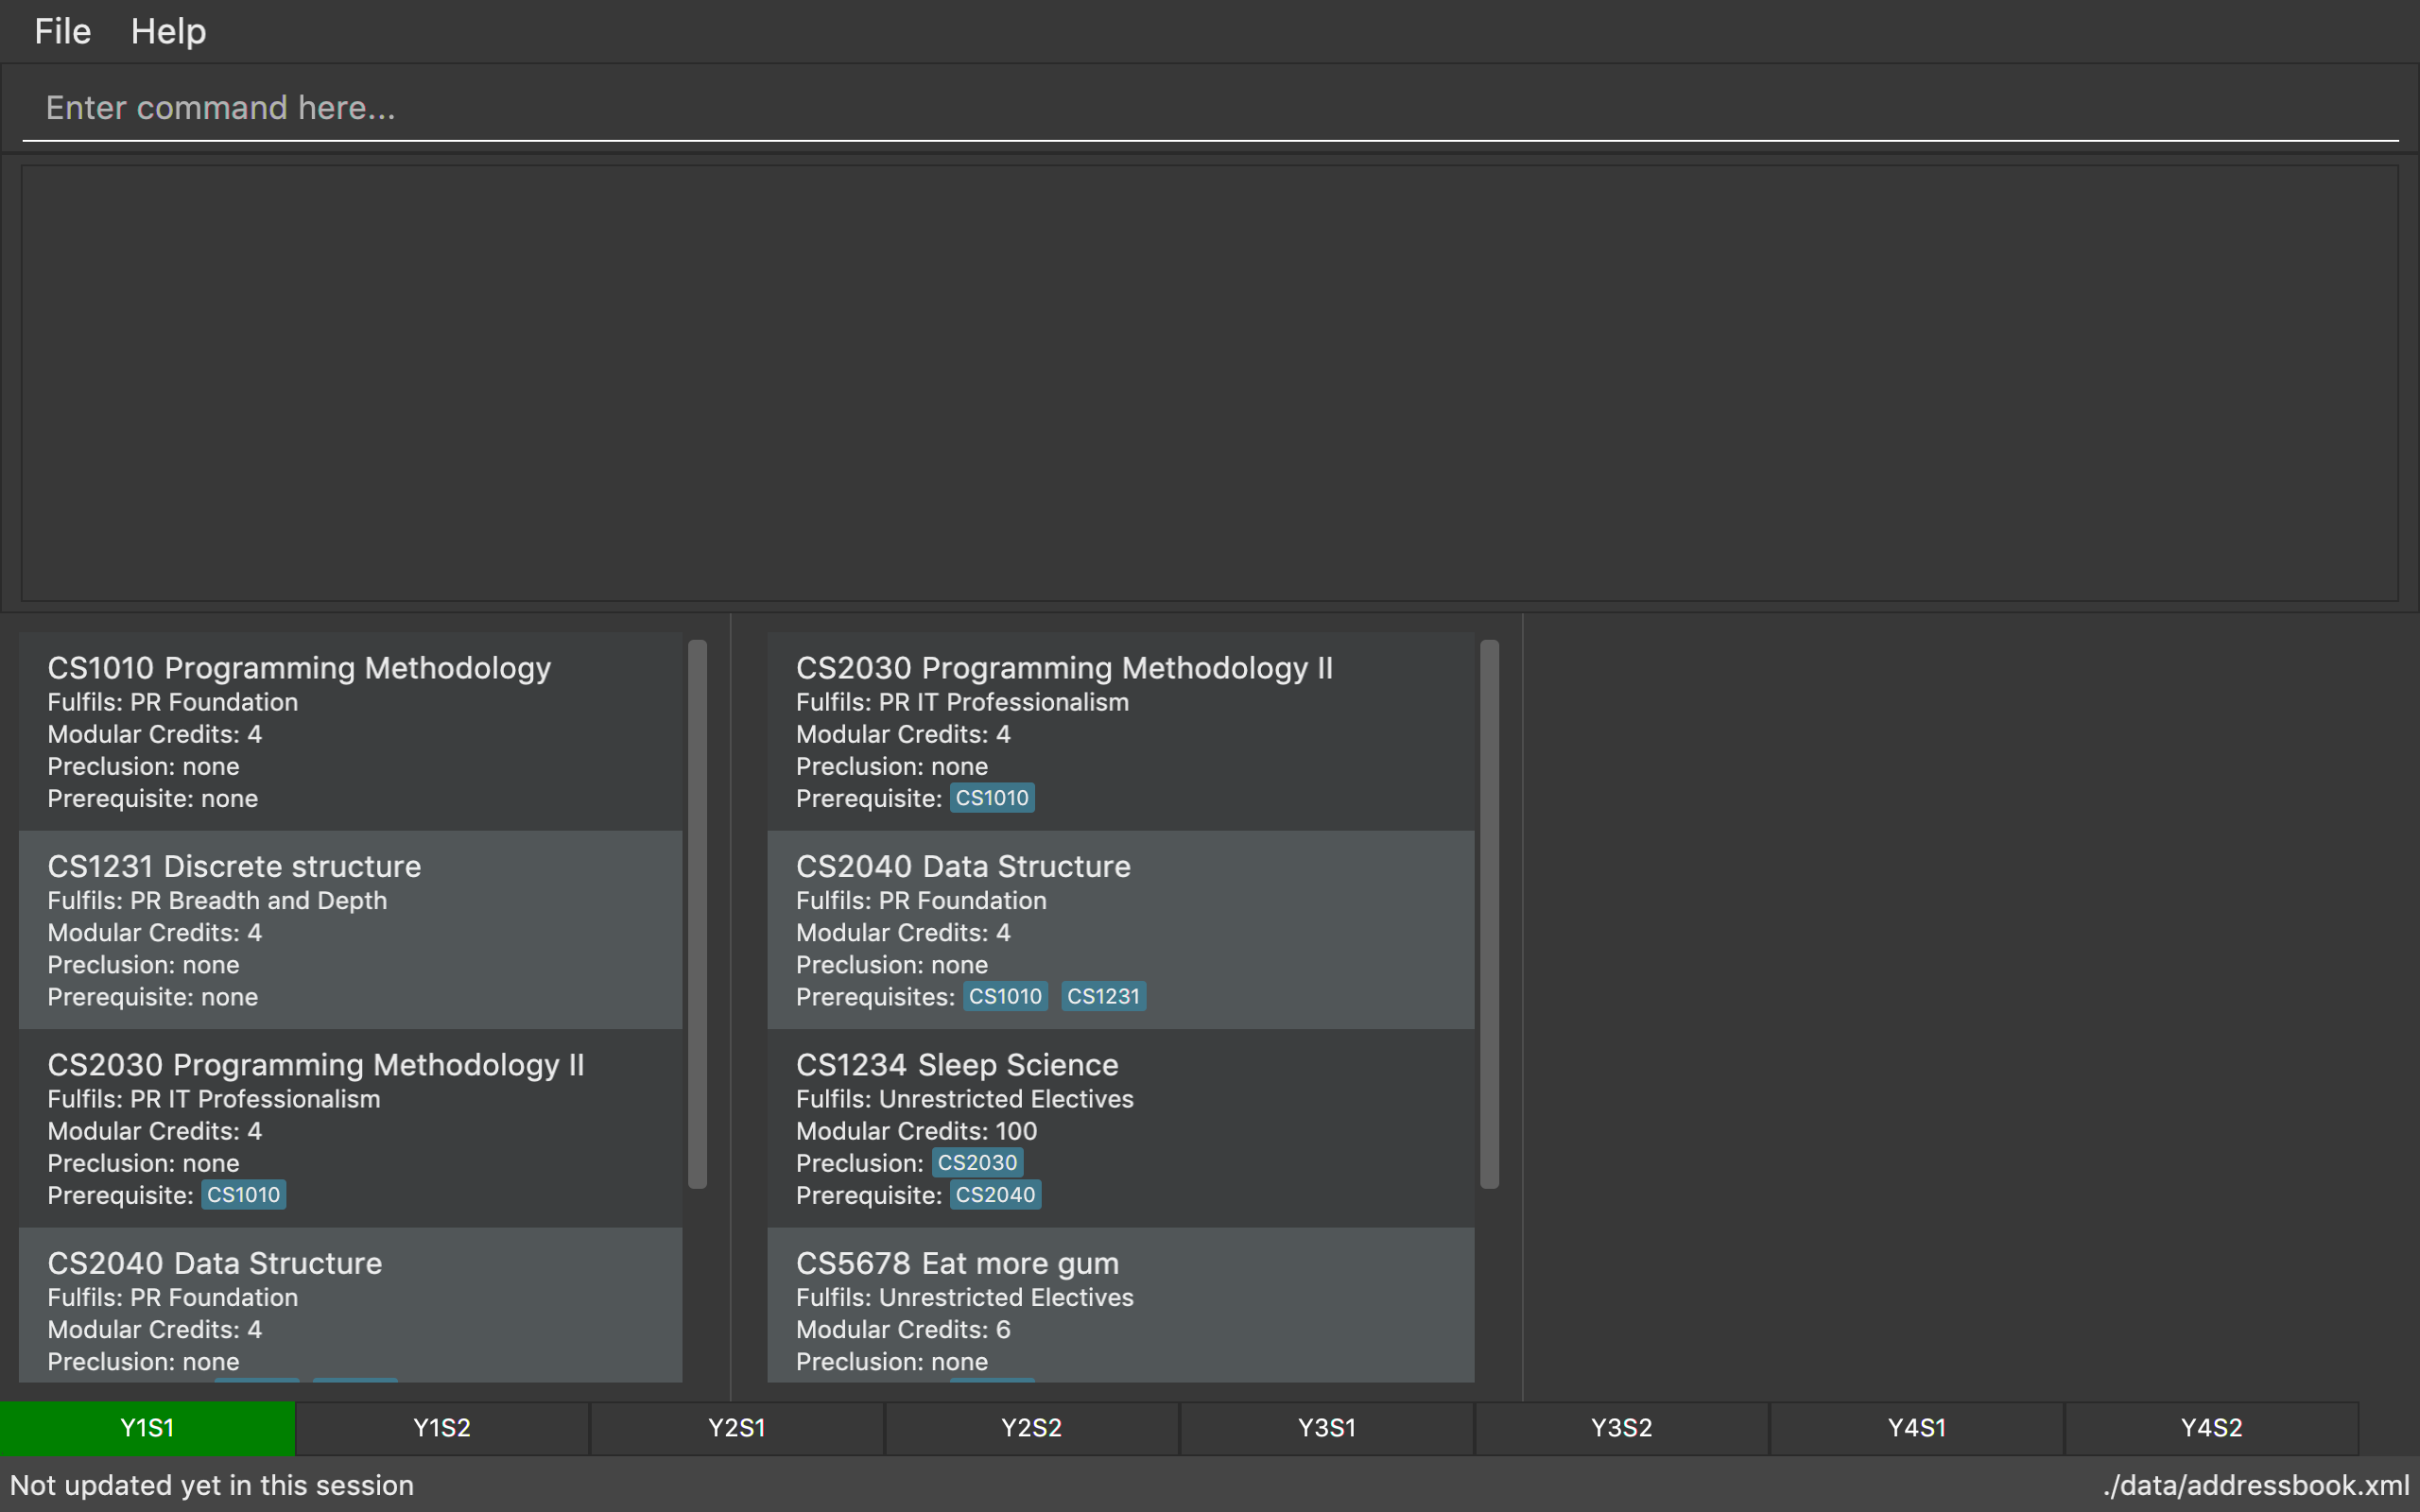 File Help
Enter command here...
CS1010 Programming Methodology
Fulfils: PR Foundation
Modular Credits: 4
Preclusion: none
Prerequisite: none
CS1231 Discrete structure
Fulfils: PR Breadth and Depth
Modular Credits: 4
Preclusion: none
Prerequisite: none
CS2030 Programming Methodology II
Fulfils: PR IT Professionalism
Modular Credits: 4
Preclusion: none
Prerequisite: CS1010
CS2040 Data Structure
Fulfils: PR Foundation
Modular Credits: 4
Preclusion: none
CS2030 Programming Methodology II
Fulfils: PR IT Professionalism
Modular Credits: 4
Preclusion: none
Prerequisite: CS1010
CS2040 Data Structure
Fulfils: PR Foundation
Modular Credits: 4
Preclusion: none
Prerequisites: CS1010 CS1231
CS1234 Sleep Science
Fulfils: Unrestricted Electives
Modular Credits: 100
Preclusion: CS2030
Prerequisite: CS2040
CS5678 Eat more gum
Fulfils: Unrestricted Electives
Modular Credits: 6
Preclusion: none
Y1S1 Y1S2 Y2S1 Y2S2 Y3S1 Y3S2 Y4S1 Y4S2
Not updated yet in this session ./data/addressbook.xml